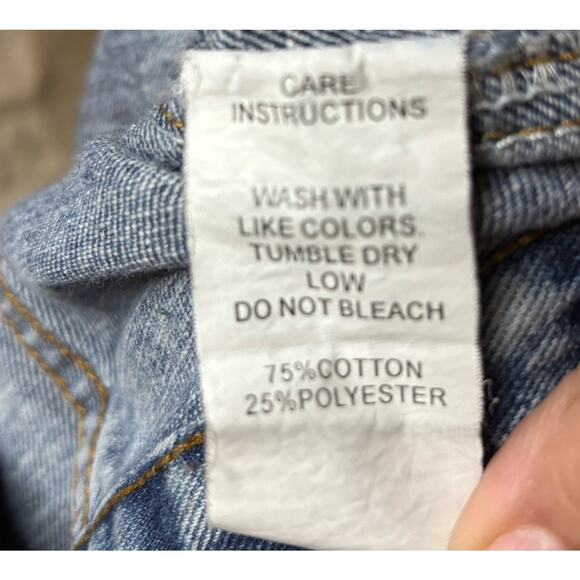 CARE
INSTRUCTIONS
WASH WITH
LIKE COLORS.
TUMBLE DRY
LOW
DO NOT BLEACH
75%COTTON
25%POLYESTER